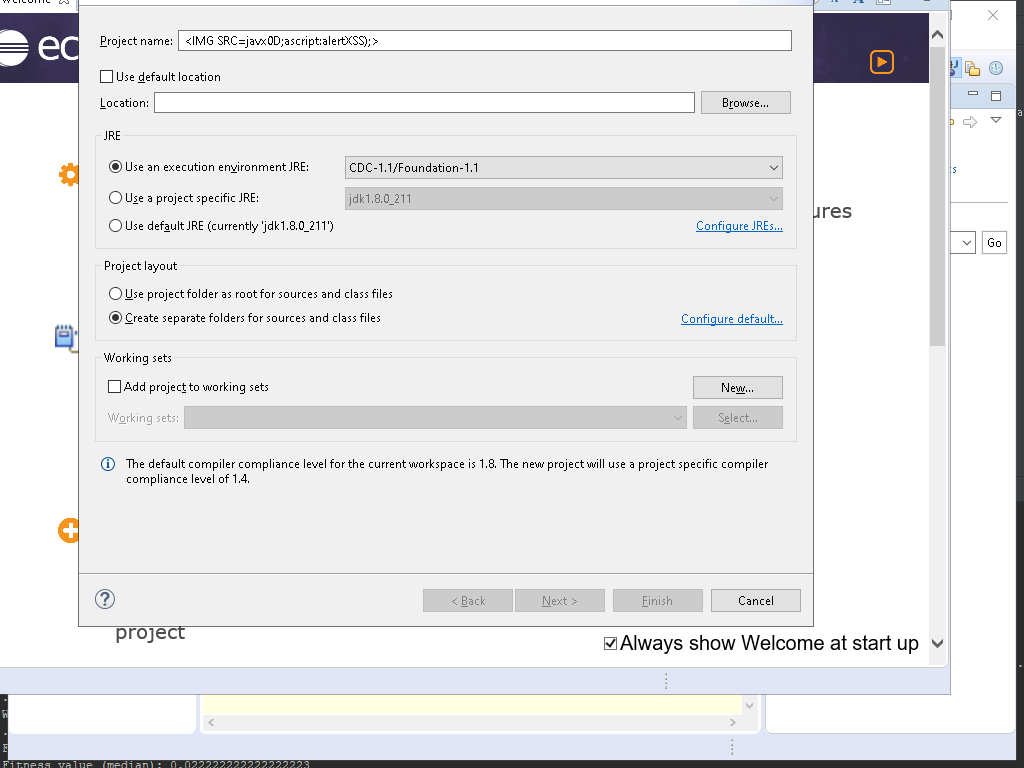 Welcome
ec
Project name: <IMG SRC=javx0D;ascript:alertXSS);>
Use default location
Location:
Browse...
JRE
Use an execution environment JRE:
CDC-1.1/Foundation-1.1
Use a project specific JRE:
jdk1.8.0_211
Use default JRE (currently 'jdk1.8.0_211')
Configure JREs...
ures
Go
Project layout
Use project folder as root for sources and class files
Create separate folders for sources and class files
Configure default...
Working sets
Add project to working sets
New...
Working sets:
Select...
The default compiler compliance level for the current workspace is 1.8. The new project will use a project specific compiler
compliance level of 1.4.
< Back
Next >
Finish
Cancel
project
Always show Welcome at start up
Fitness value (median): 0.022222222222222223